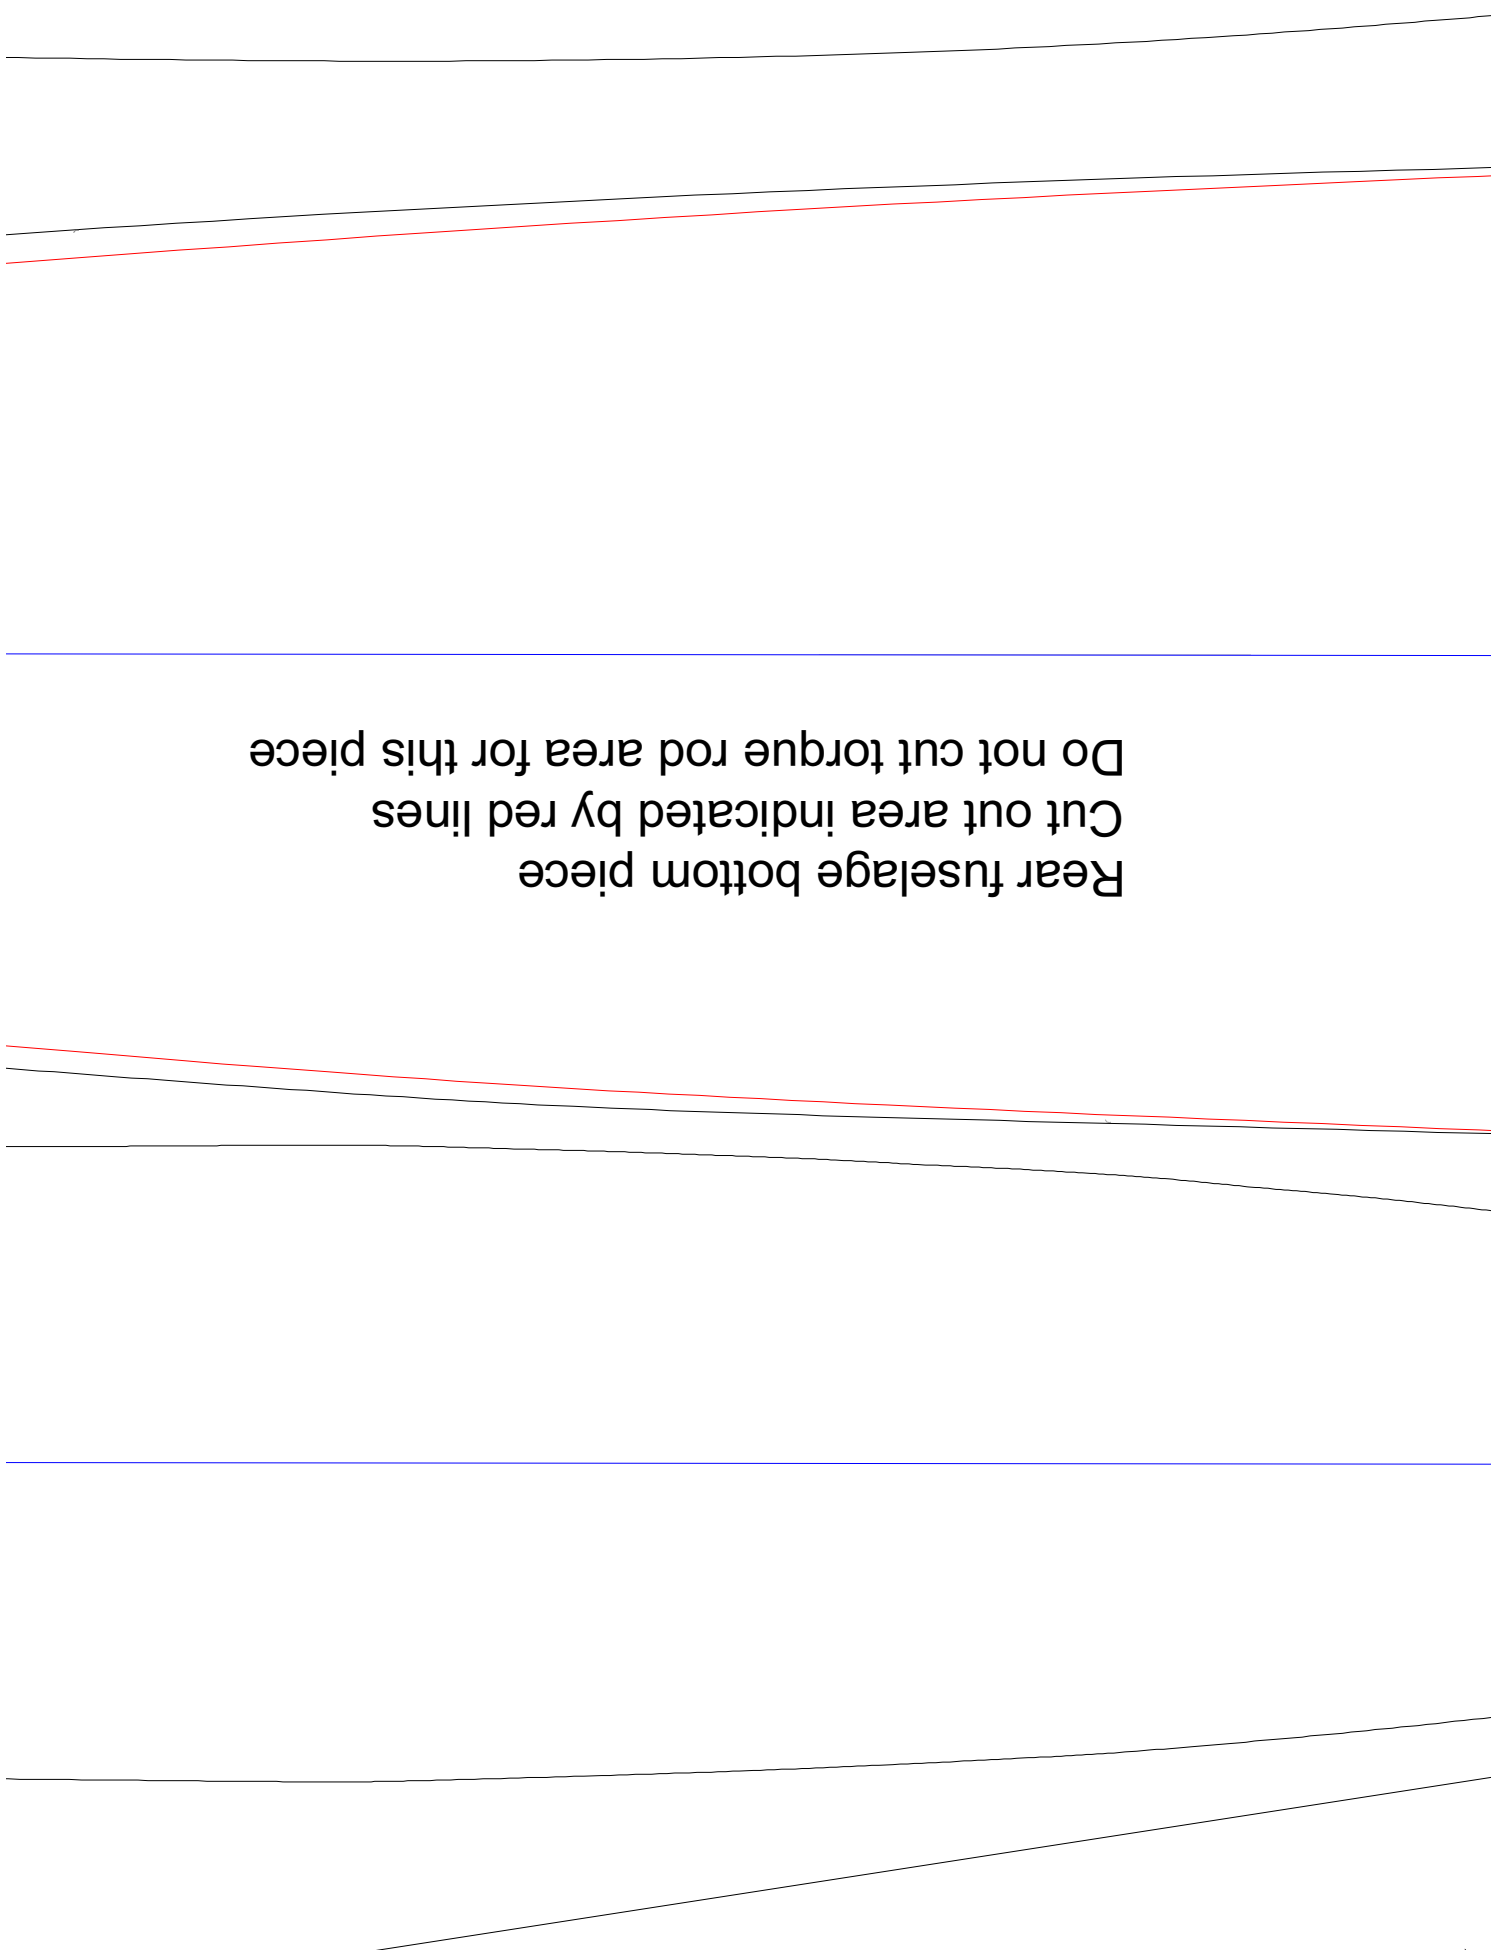 Rear fuselage bottom piece
Cut out area indicated by red lines
Do not cut torque rod area for this piece